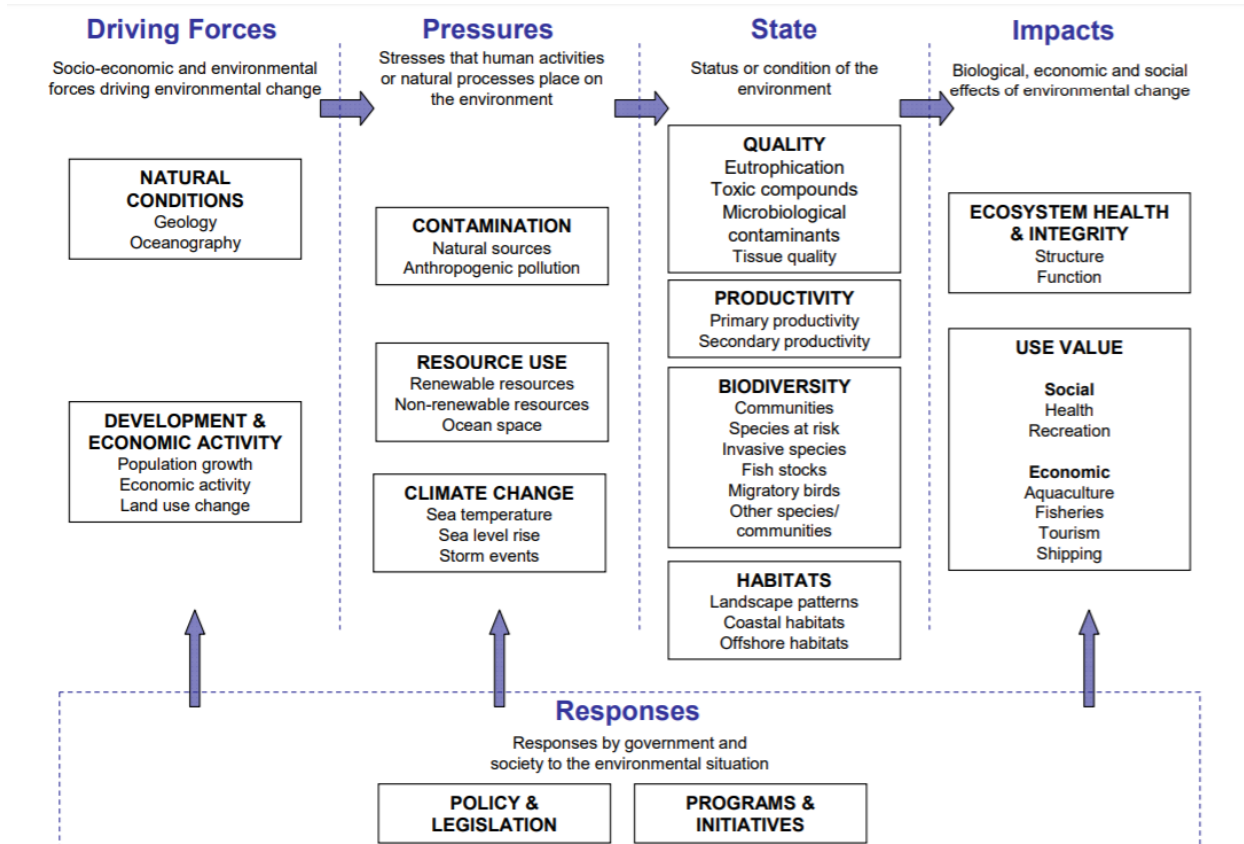 Driving Forces
Socio-economic and environmental
forces driving environmental change
NATURAL
CONDITIONS
Geology
Oceanography
DEVELOPMENT &
ECONOMIC ACTIVITY
Population growth
Economic activity
Land use change
Pressures
Stresses that human activities
or natural processes place on
the environment
CONTAMINATION
Natural sources
Anthropogenic pollution
RESOURCE USE
Renewable resources
Non-renewable resources
Ocean space
CLIMATE CHANGE
Sea temperature
Sea level rise
Storm events
State
Status or condition of the
environment
QUALITY
Eutrophication
Toxic compounds
Microbiological
contaminants
Tissue quality
PRODUCTIVITY
Primary productivity
Secondary productivity
BIODIVERSITY
Communities
Species at risk
Invasive species
Fish stocks
Migratory birds
Other species/
communities
HABITATS
Landscape patterns
Coastal habitats
Offshore habitats
Impacts
Biological, economic and social
effects of environmental change
ECOSYSTEM HEALTH
& INTEGRITY
Structure
Function
USE VALUE
Social
Health
Recreation
Economic
Aquaculture
Fisheries
Tourism
Shipping
Responses
Responses by government and
society to the environmental situation
POLICY &
LEGISLATION
PROGRAMS &
INITIATIVES